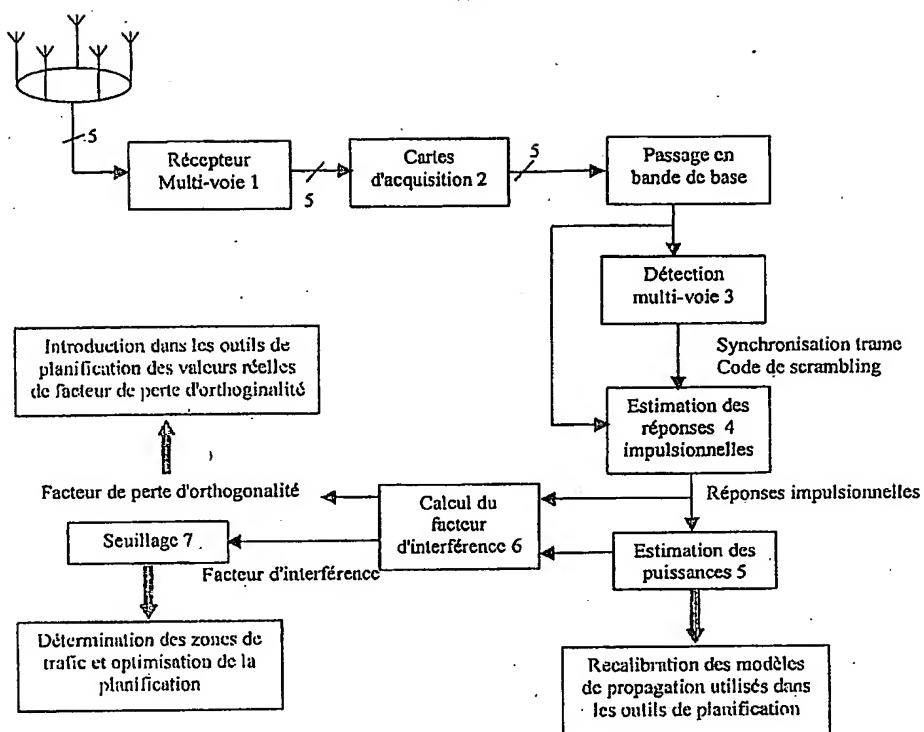 5
Récepteur
Multi-voie 1
5
Cartes
d'acquisition 2
5
Passage en
bande de base
Détection
multi-voie 3
Synchronisation trame
Code de scrambling
Introduction dans les outils de
planification des valeurs réelles
de facteur de perte d'orthoginalité
Estimation des
réponses 4
impulsionnelles
Facteur de perte d'orthogonalité
Réponses impulsionnelles
Calcul du
facteur
d'interférence 6
Seuillage 7
Facteur d'interférence
Estimation des
puissances 5
Détermination des zones de
trafic et optimisation de la
planification
Recalibration des modèles
de propagation utilisés dans
les outils de planification